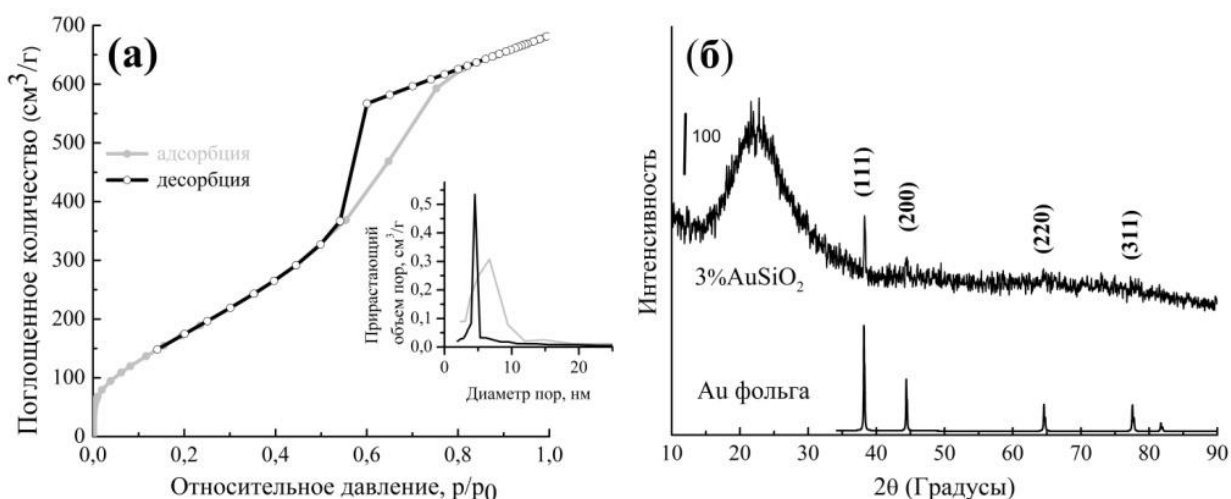 (а)
Поглощенное количество (см³/г)
700
600
500
400
300
200
100
0
адсорбция
десорбция
0,0
0,2
0,4
0,6
0,8
1,0
Относительное давление, p/p₀
Прирастающий
объем пор, см³/г
0,5
0,4
0,3
0,2
0,1
0,0
0
10
20
Диаметр пор, нм
(б)
Интенсивность
100
(111)
(200)
(220)
(311)
3%AuSiO₂
Au фольга
10
20
30
40
50
60
70
80
90
2θ (Градусы)